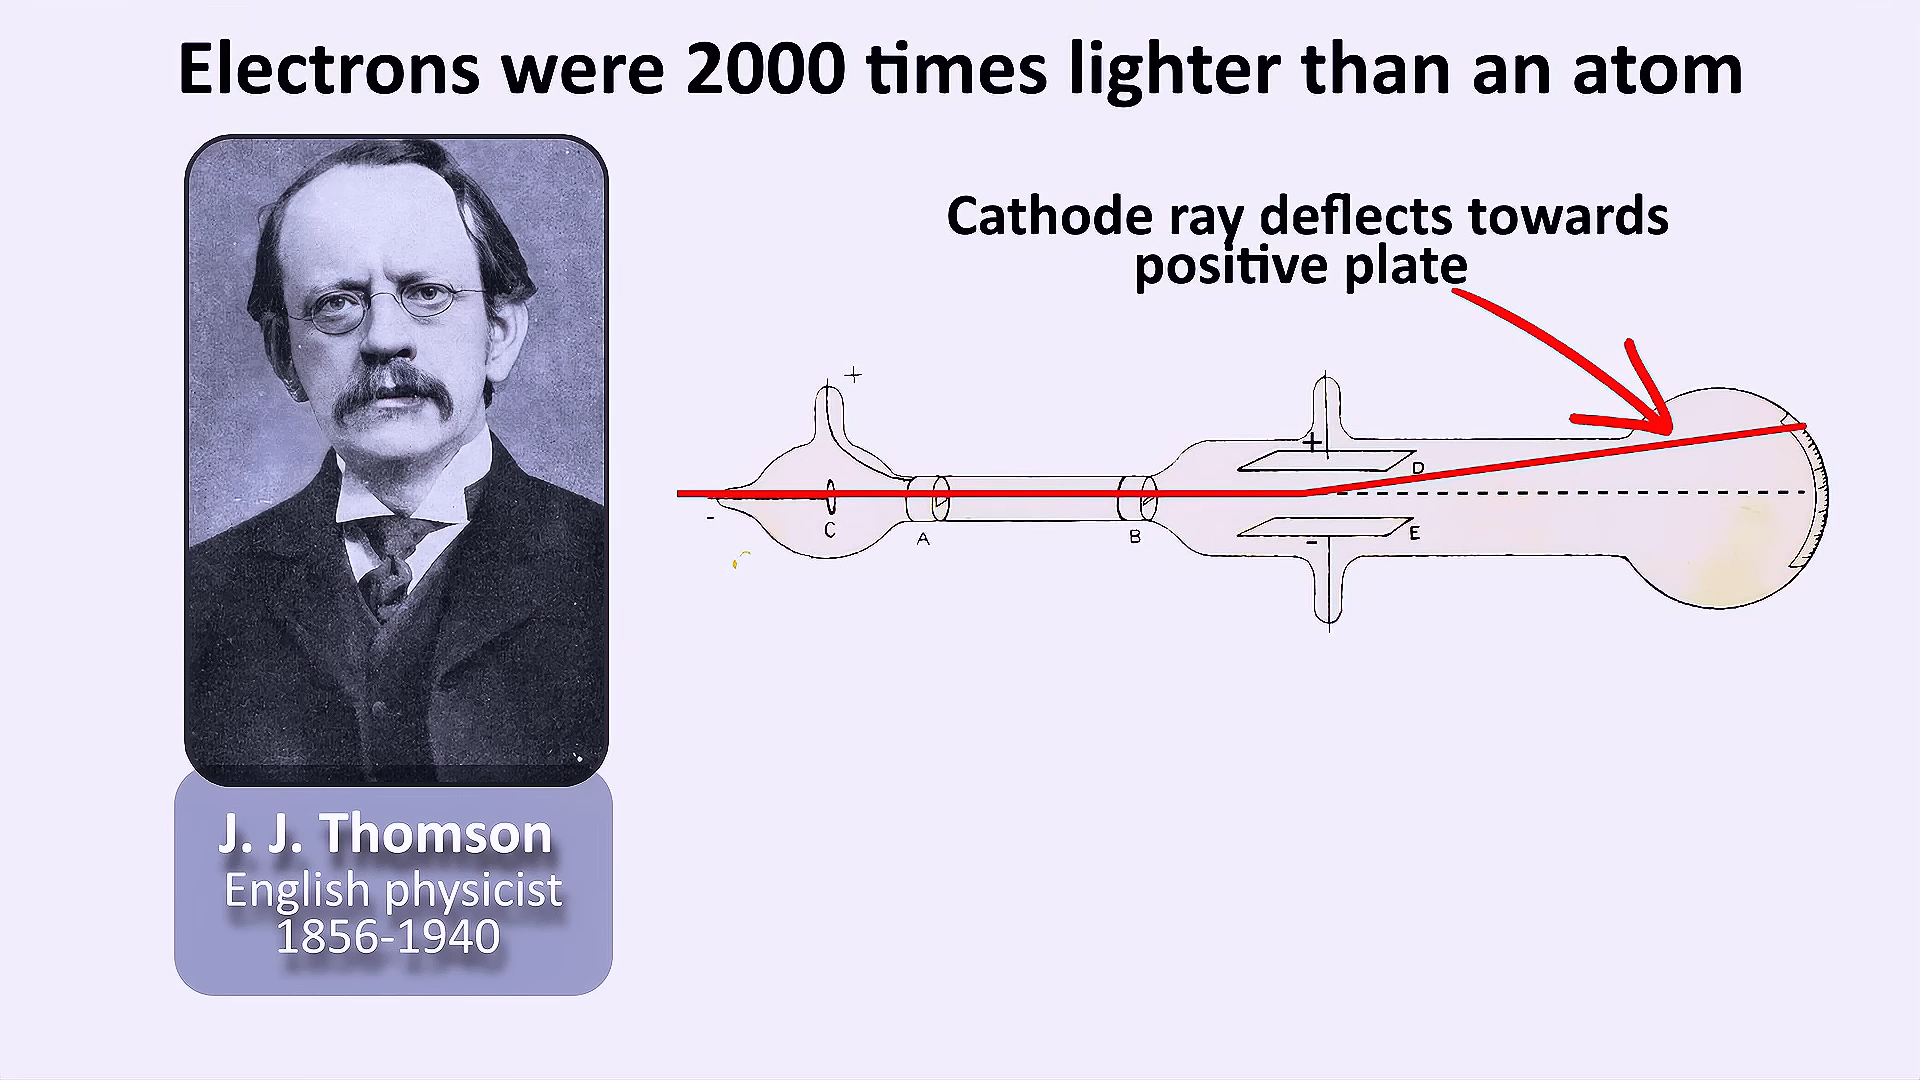 Electrons were 2000 times lighter than an atom
Cathode ray deflects towards
positive plate
+
+
D
-
C
A
B
-
E
J. J. Thomson
English physicist
1856-1940